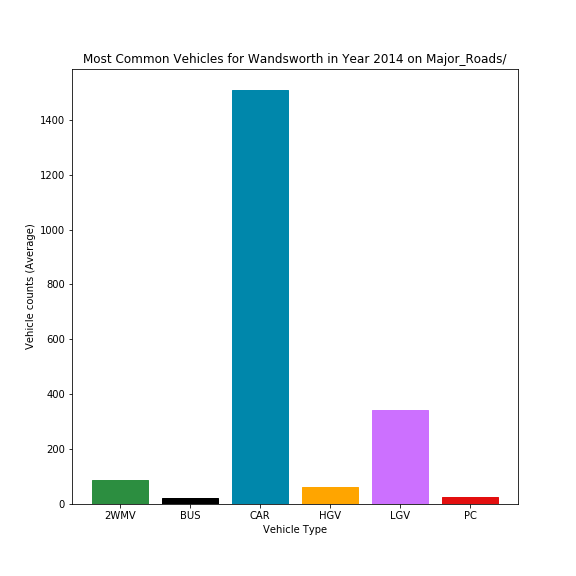 Most Common Vehicles for Wandsworth in Year 2014 on Major_Roads/
Vehicle counts (Average)
1400
1200
1000
800
600
400
200
0
2WMV BUS CAR HGV LGV PC
Vehicle Type